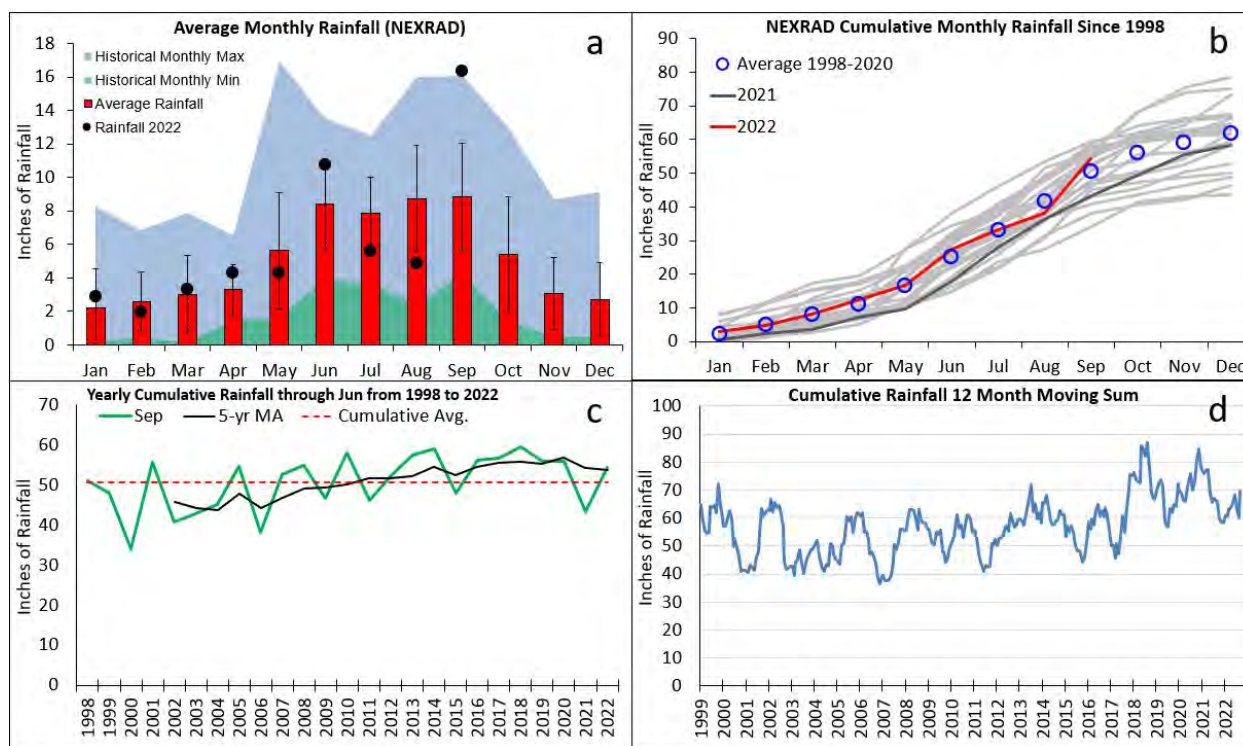 Average Monthly Rainfall (NEXRAD)
a
Inches of Rainfall
18
16
14
12
10
8
6
4
2
0
Historical Monthly Max
Historical Monthly Min
Average Rainfall
Rainfall 2022
Jan Feb Mar Apr May Jun Jul Aug Sep Oct Nov Dec
NEXRAD Cumulative Monthly Rainfall Since 1998
b
Inches of Rainfall
90
80
70
60
50
40
30
20
10
0
Average 1998-2020
2021
2022
Jan Feb Mar Apr May Jun Jul Aug Sep Oct Nov Dec
Yearly Cumulative Rainfall through Jun from 1998 to 2022
c
Sep 5-yr MA Cumulative Avg.
Inches of Rainfall
70
60
50
40
30
20
10
0
1998 1999 2000 2001 2002 2003 2004 2005 2006 2007 2008 2009 2010 2011 2012 2013 2014 2015 2016 2017 2018 2019 2020 2021 2022
Cumulative Rainfall 12 Month Moving Sum
d
Inches of Rainfall
100
90
80
70
60
50
40
30
20
10
0
1999 2000 2001 2002 2003 2004 2005 2006 2007 2008 2009 2010 2011 2012 2013 2014 2015 2016 2017 2018 2019 2020 2021 2022